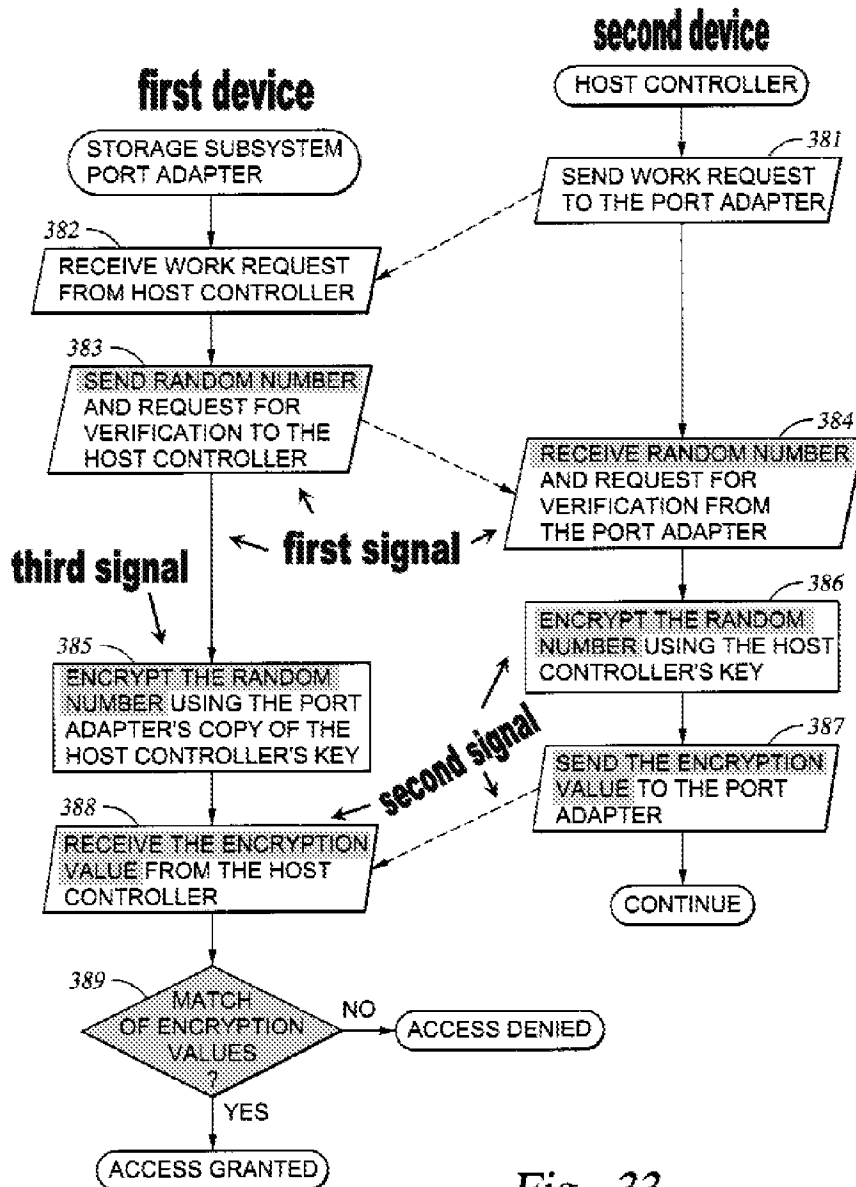 second device
first device
HOST CONTROLLER
STORAGE SUBSYSTEM
PORT ADAPTER
381
SEND WORK REQUEST
TO THE PORT ADAPTER
382
RECEIVE WORK REQUEST
FROM HOST CONTROLLER
383
SEND RANDOM NUMBER
AND REQUEST FOR
VERIFICATION TO THE
HOST CONTROLLER
384
RECEIVE RANDOM NUMBER
AND REQUEST FOR
VERIFICATION FROM
THE PORT ADAPTER
first signal
third signal
385
ENCRYPT THE RANDOM
NUMBER USING THE PORT
ADAPTER'S COPY OF THE
HOST CONTROLLER'S KEY
386
ENCRYPT THE RANDOM
NUMBER USING THE HOST
CONTROLLER'S KEY
second signal
387
SEND THE ENCRYPTION
VALUE TO THE PORT
ADAPTER
388
RECEIVE THE ENCRYPTION
VALUE FROM THE HOST
CONTROLLER
CONTINUE
389
MATCH
OF ENCRYPTION
VALUES
?
NO
ACCESS DENIED
YES
ACCESS GRANTED